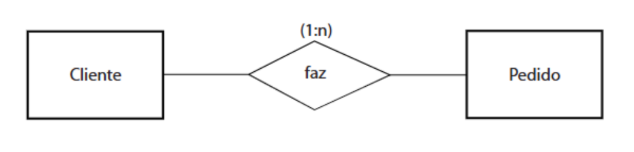 (1:n)
Cliente
faz
Pedido